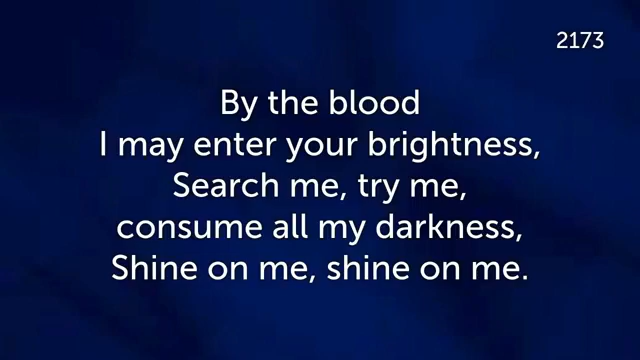 2173
By the blood
I may enter your brightness,
Search me, try me,
consume all my darkness,
Shine on me, shine on me.